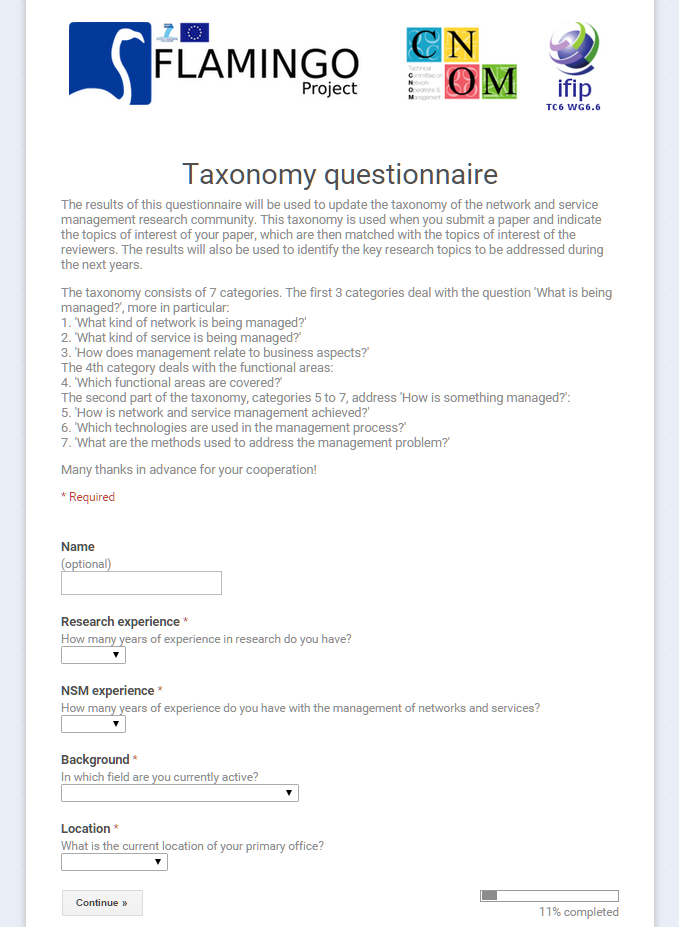 FLAMINGO
Project
CN
Technical
Committee on
Network
Operations &
Management
OM
ifip
TC6 WG6.6
Taxonomy questionnaire
The results of this questionnaire will be used to update the taxonomy of the network and service
management research community. This taxonomy is used when you submit a paper and indicate
the topics of interest of your paper, which are then matched with the topics of interest of the
reviewers. The results will also be used to identify the key research topics to be addressed during
the next years.
The taxonomy consists of 7 categories. The first 3 categories deal with the question 'What is being
managed?', more in particular:
1. 'What kind of network is being managed?'
2. 'What kind of service is being managed?'
3. 'How does management relate to business aspects?'
The 4th category deals with the functional areas:
4. 'Which functional areas are covered?'
The second part of the taxonomy, categories 5 to 7, address 'How is something managed?':
5. 'How is network and service management achieved?'
6. 'Which technologies are used in the management process?'
7. 'What are the methods used to address the management problem?'
Many thanks in advance for your cooperation!
* Required
Name
(optional)
Research experience *
How many years of experience in research do you have?
NSM experience *
How many years of experience do you have with the management of networks and services?
Background *
In which field are you currently active?
Location *
What is the current location of your primary office?
Continue »
11% completed